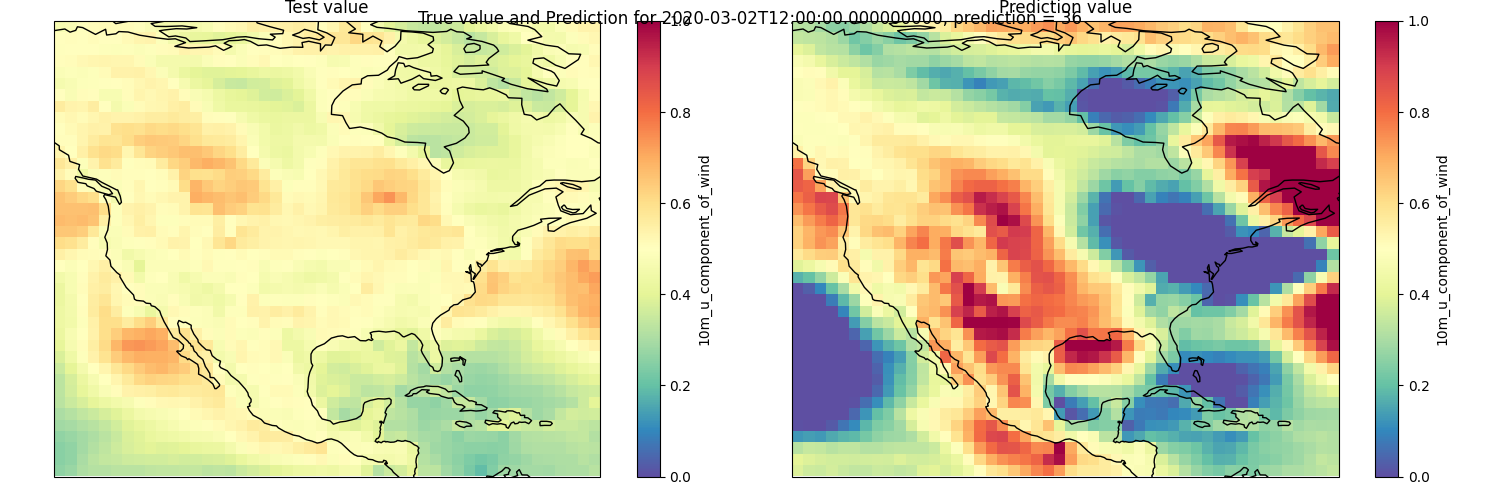 Test value
True value and Prediction for 2020-03-02T12:00:00.000000000, prediction = 36
Prediction value
1.0
0.8
0.6
0.4
0.2
0.0
10m_u_component_of_wind
1.0
0.8
0.6
0.4
0.2
0.0
10m_u_component_of_wind